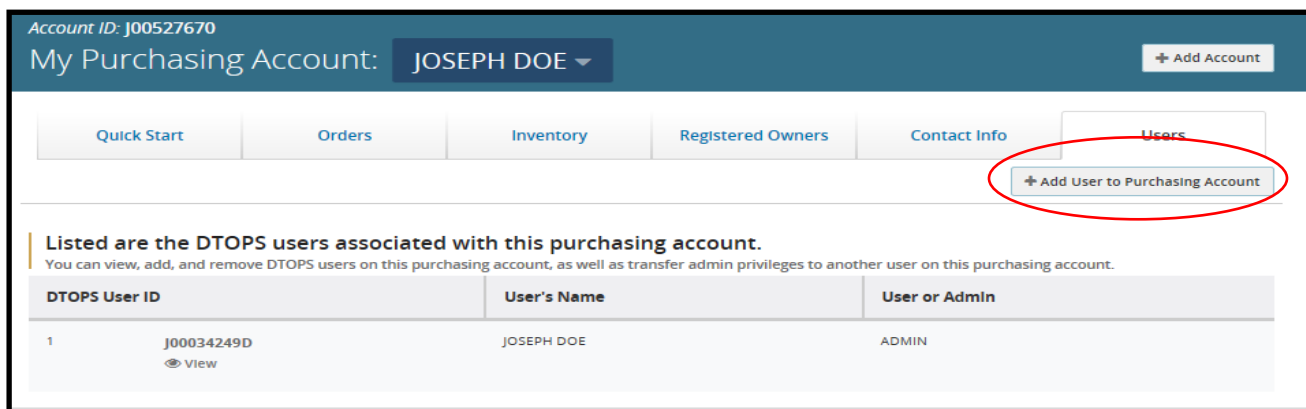 Account ID: J00527670
My Purchasing Account: JOSEPH DOE
+ Add Account
Quick Start Orders Inventory Registered Owners Contact Info Users
+ Add User to Purchasing Account
Listed are the DTOPS users associated with this purchasing account.
You can view, add, and remove DTOPS users on this purchasing account, as well as transfer admin privileges to another user on this purchasing account.
DTOPS User ID User's Name User or Admin
1 J00034249D JOSEPH DOE ADMIN
View